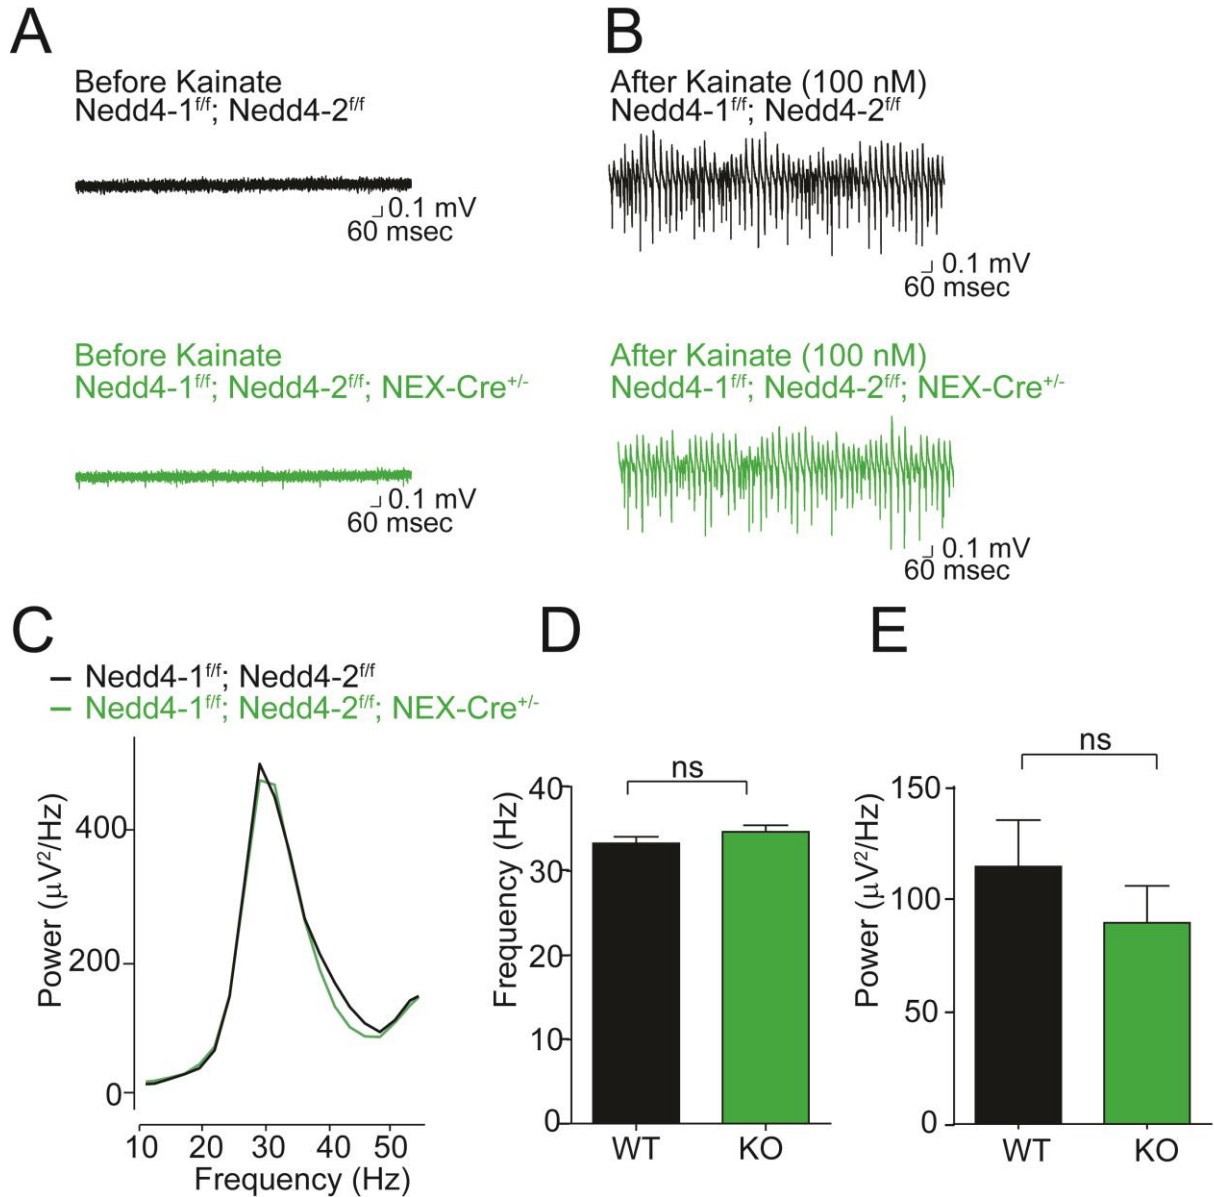 A
Before Kainate
Nedd4-1f/f; Nedd4-2f/f
0.1 mV
60 msec
Before Kainate
Nedd4-1f/f; Nedd4-2f/f; NEX-Cre+/-
0.1 mV
60 msec
B
After Kainate (100 nM)
Nedd4-1f/f; Nedd4-2f/f
0.1 mV
60 msec
After Kainate (100 nM)
Nedd4-1f/f; Nedd4-2f/f; NEX-Cre+/-
0.1 mV
60 msec
C
Nedd4-1f/f; Nedd4-2f/f
Nedd4-1f/f; Nedd4-2f/f; NEX-Cre+/-
Power (μV²/Hz)
400
200
0
10 20 30 40 50
Frequency (Hz)
D
ns
Frequency (Hz)
40
30
20
10
0
WT KO
E
ns
Power (μV²/Hz)
150
100
50
0
WT KO